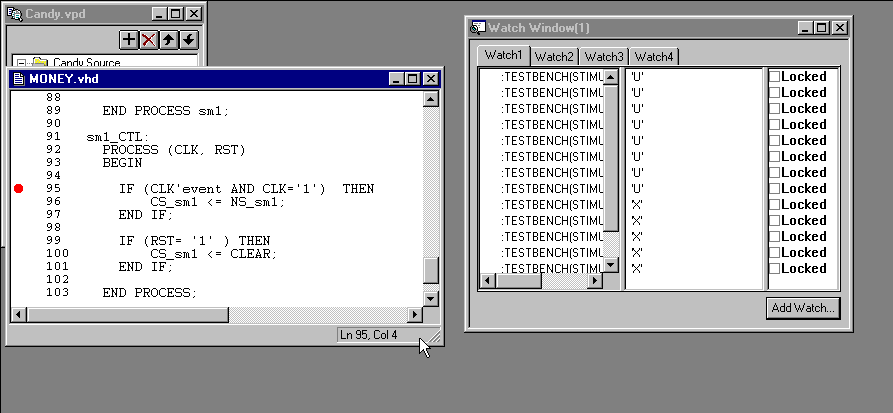 Candy.vpd
Candy Source
MONEY.vhd
88
89 END PROCESS sm1;
90
91 sm1_CTL:
92 PROCESS (CLK, RST)
93 BEGIN
94
95 IF (CLK'event AND CLK='1') THEN
96 CS_sm1 <= NS_sm1;
97 END IF;
98
99 IF (RST= '1' ) THEN
100 CS_sm1 <= CLEAR;
101 END IF;
102
103 END PROCESS;
Ln 95, Col 4
Watch Window(1)
Watch1 Watch2 Watch3 Watch4
:TESTBENCH(STIMU 'U' Locked
:TESTBENCH(STIMU 'U' Locked
:TESTBENCH(STIMU 'U' Locked
:TESTBENCH(STIMU 'U' Locked
:TESTBENCH(STIMU 'U' Locked
:TESTBENCH(STIMU 'U' Locked
:TESTBENCH(STIMU 'U' Locked
:TESTBENCH(STIMU 'U' Locked
:TESTBENCH(STIMU 'X' Locked
:TESTBENCH(STIMU 'X' Locked
:TESTBENCH(STIMU 'X' Locked
:TESTBENCH(STIMU 'X' Locked
:TESTBENCH(STIMU 'X' Locked
Add Watch...